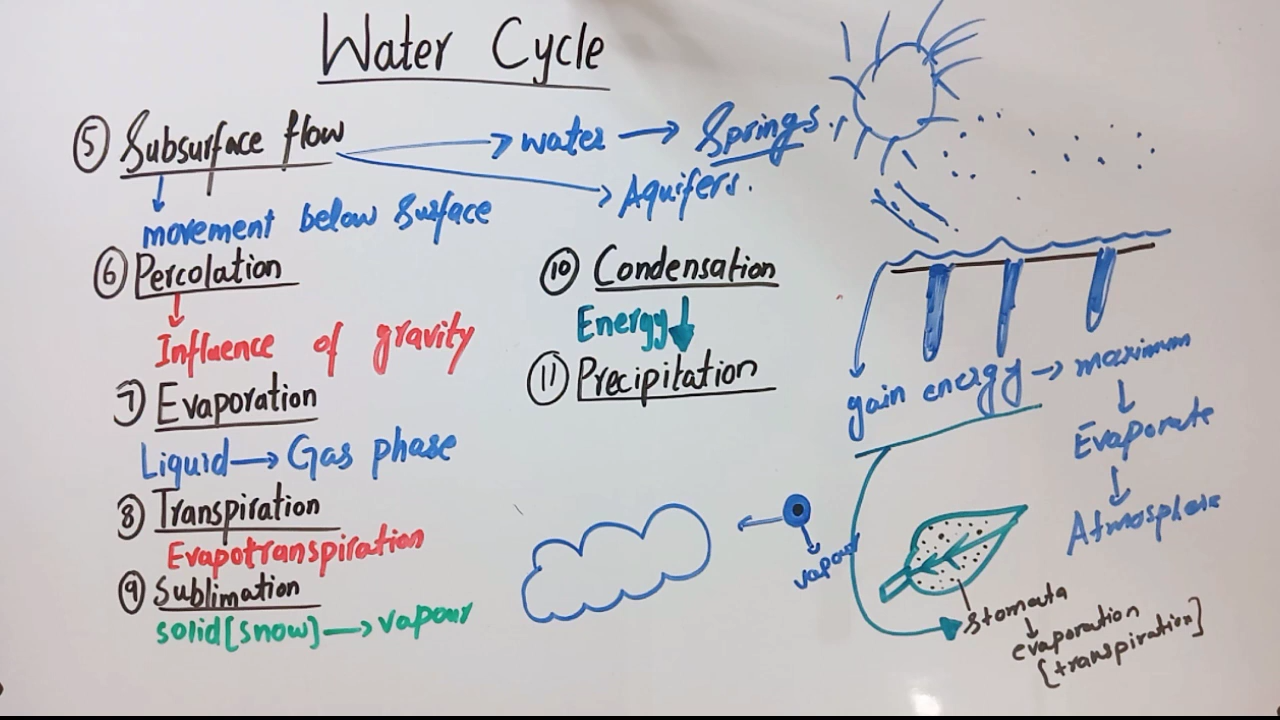 Water Cycle
⑤ Subsurface flow → water → Springs.
→ Aquifers.
↓
movement below surface
⑥ Percolation
↓
Influence of gravity
⑦ Evaporation
Liquid → Gas phase
⑧ Transpiration
Evapotranspiration
⑨ Sublimation
solid[snow] → vapour
⑩ Condensation
Energy ↓
⑪ Precipitation
gain energy → maximum
↓
Evaporate
↓
Atmosphere
vapour
stomata
↓
evaporation
[transpiration]